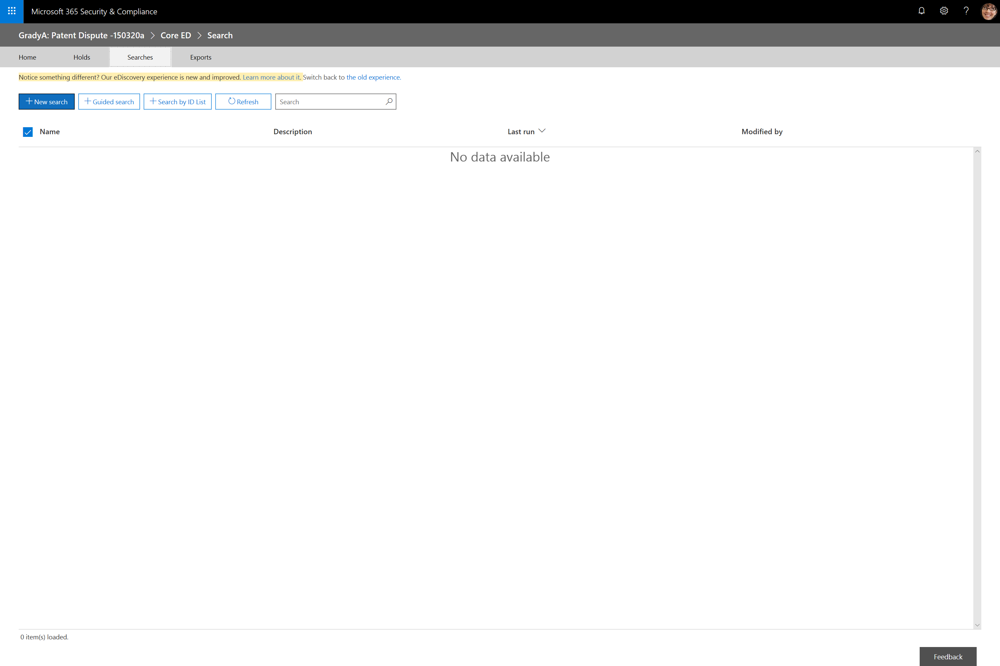 Microsoft 365 Security & Compliance
GradyA: Patent Dispute -150320a > Core ED > Search
Home Holds Searches Exports
Notice something different? Our eDiscovery experience is new and improved. Learn more about it. Switch back to the old experience.
+ New search + Guided search + Search by ID List Refresh Search
Name Description Last run Modified by
No data available
0 item(s) loaded.
Feedback